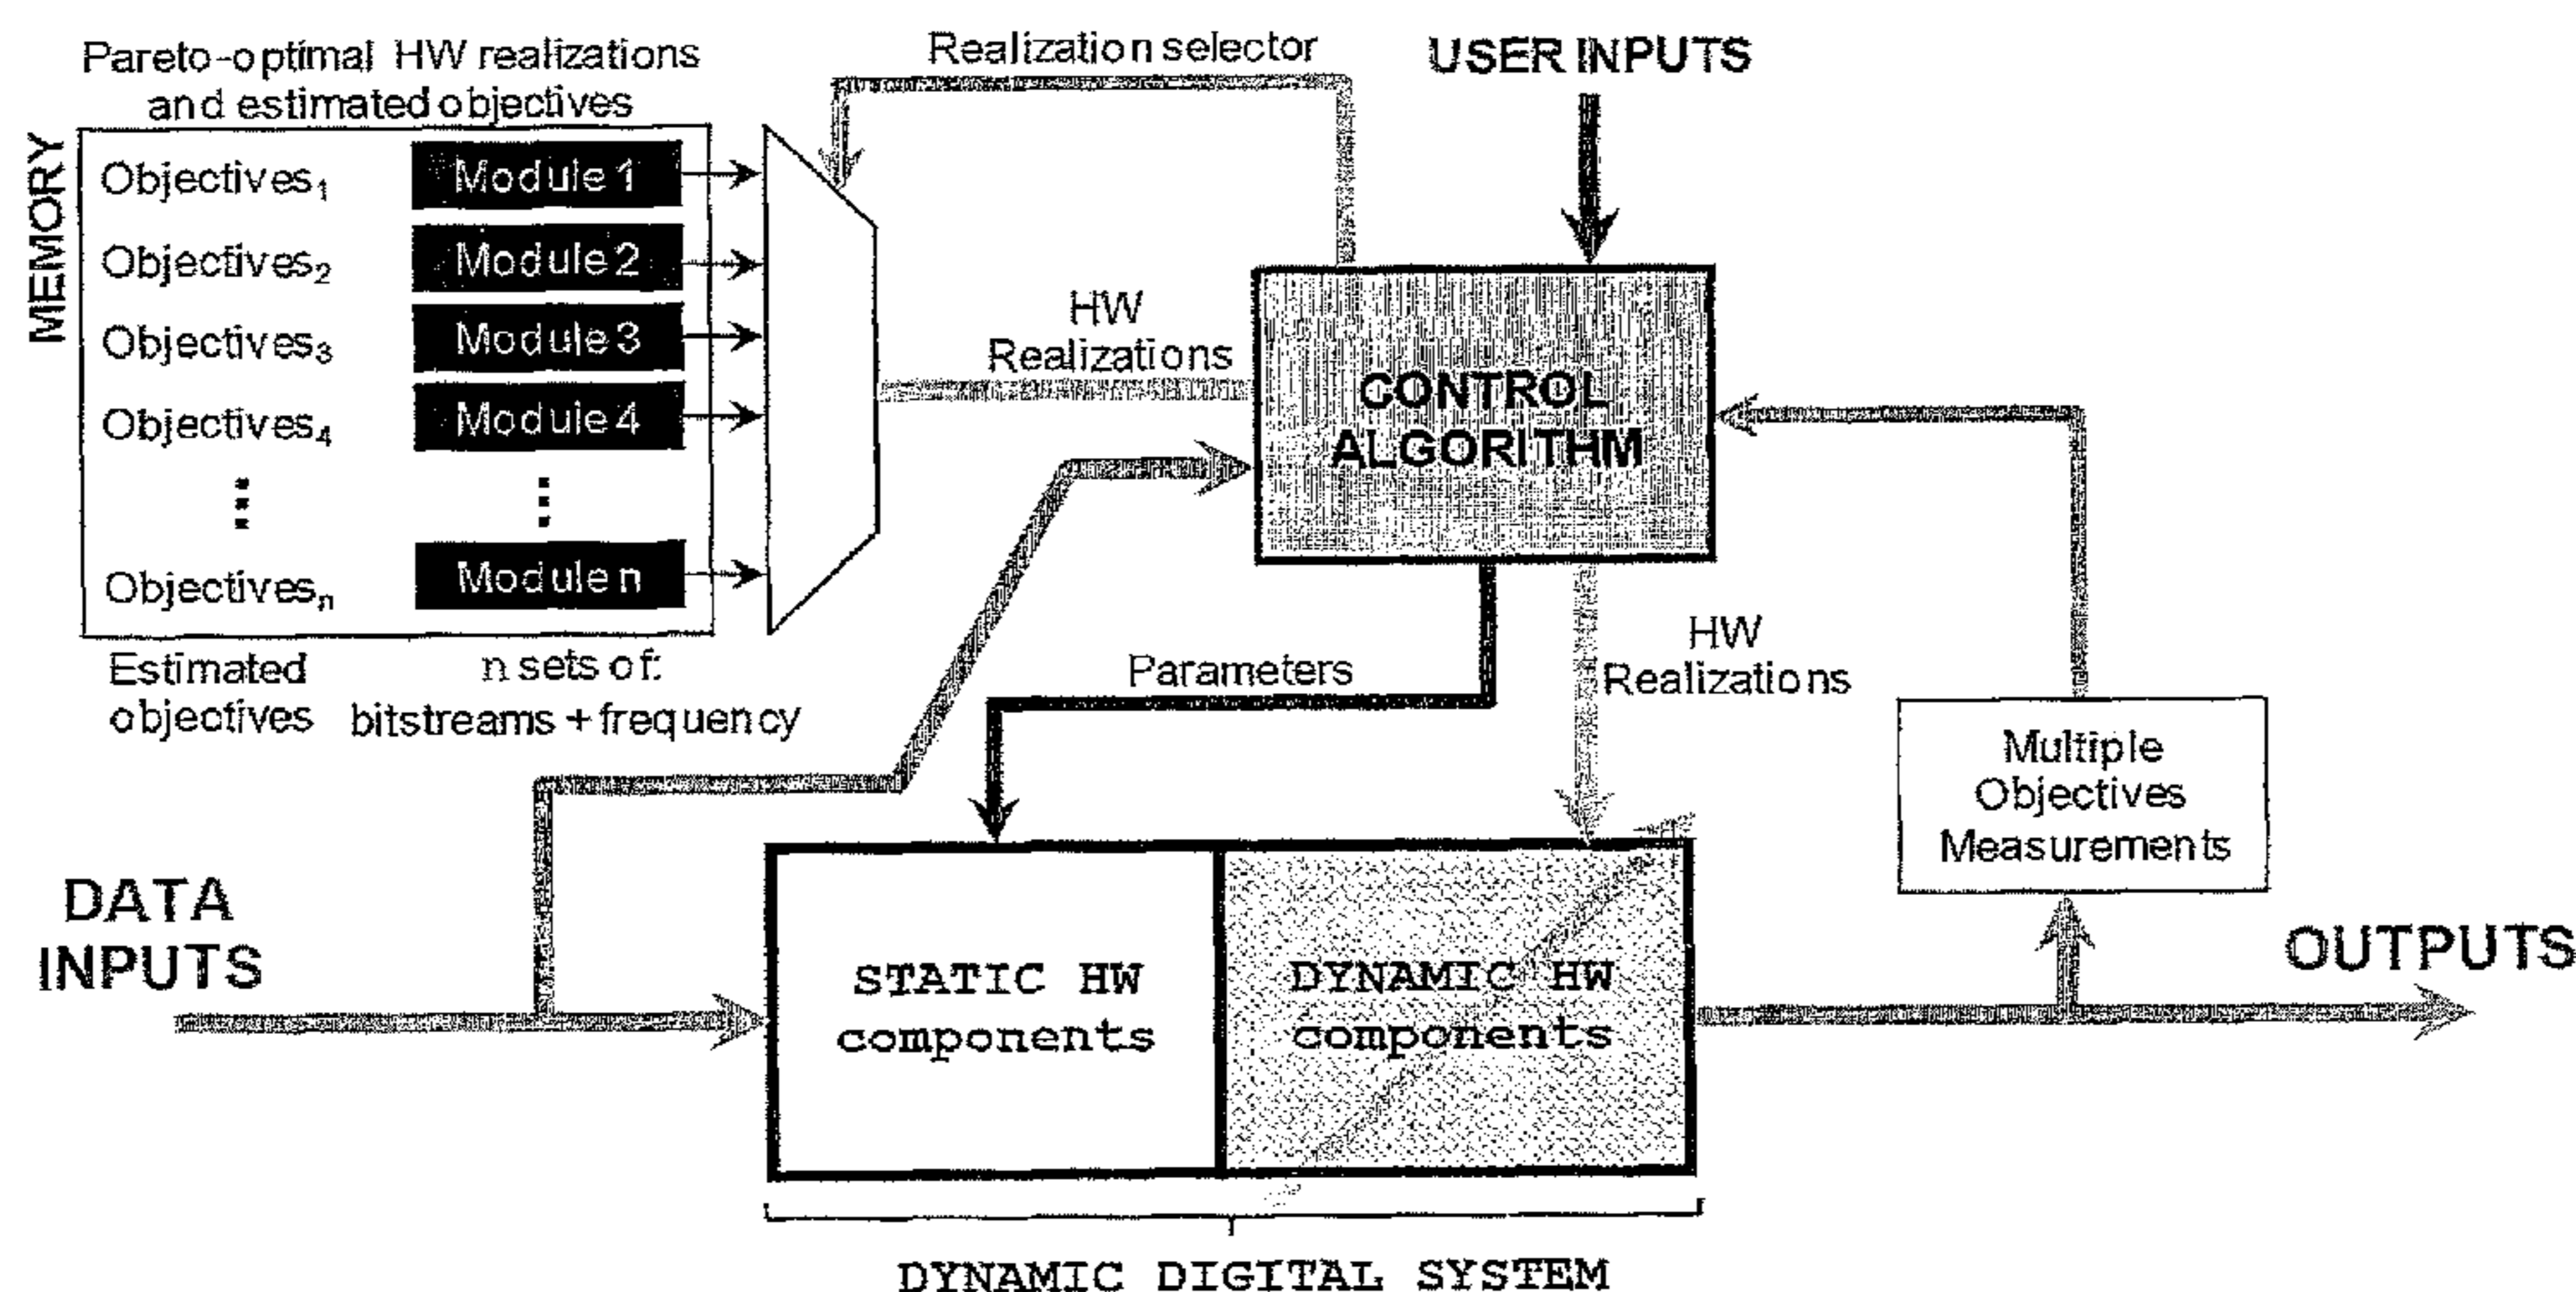 Pareto-optimal HW realizations
and estimated objectives
MEMORY
Objectives1 Module 1
Objectives2 Module 2
Objectives3 Module 3
Objectives4 Module 4
Objectivesn Module n
Estimated
objectives
n sets of:
bitstreams + frequency
Realization selector
USER INPUTS
HW
Realizations
CONTROL
ALGORITHM
Parameters
HW
Realizations
Multiple
Objectives
Measurements
DATA
INPUTS
STATIC HW
components
DYNAMIC HW
components
OUTPUTS
DYNAMIC DIGITAL SYSTEM